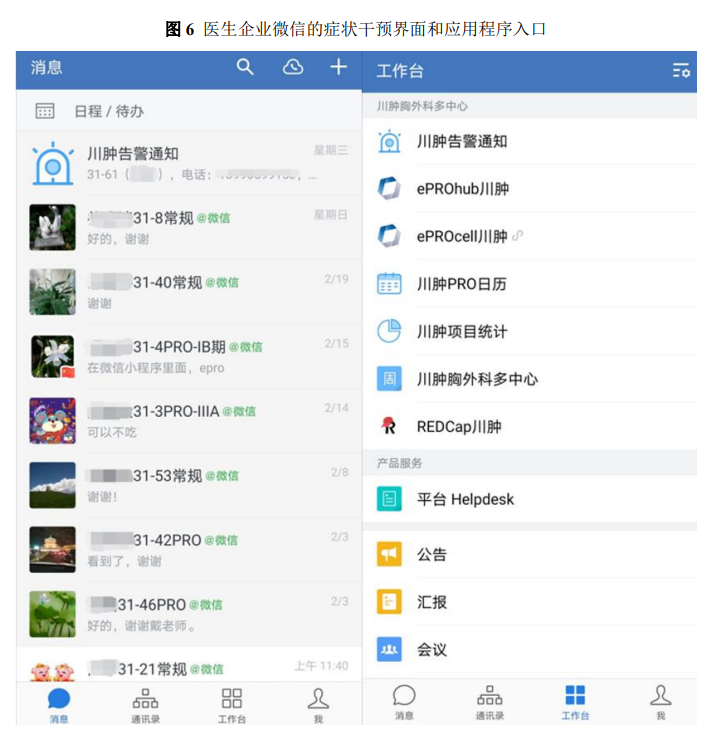 图 6 医生企业微信的症状干预界面和应用程序入口
消息
日程 / 待办
川肿告警通知
星期三
31-61（
），电话：
31-8常规 @微信
星期日
好的，谢谢
31-40常规 @微信
2/19
谢谢
31-4PRO-IB期 @微信
2/15
在微信小程序里面，epro
31-3PRO-IIIA @微信
2/14
可以不吃
31-53常规 @微信
2/8
谢谢！
31-42PRO @微信
2/3
看到了，谢谢
31-46PRO @微信
2/3
好的，谢谢戴老师。
31-21常规 @微信
上午 11:40
消息
通讯录
工作台
我
工作台
川肿胸外科多中心
川肿告警通知
ePROhub川肿
ePROcell川肿
川肿PRO日历
川肿项目统计
周
川肿胸外科多中心
REDCap川肿
产品服务
平台 Helpdesk
公告
汇报
会议
消息
通讯录
工作台
我